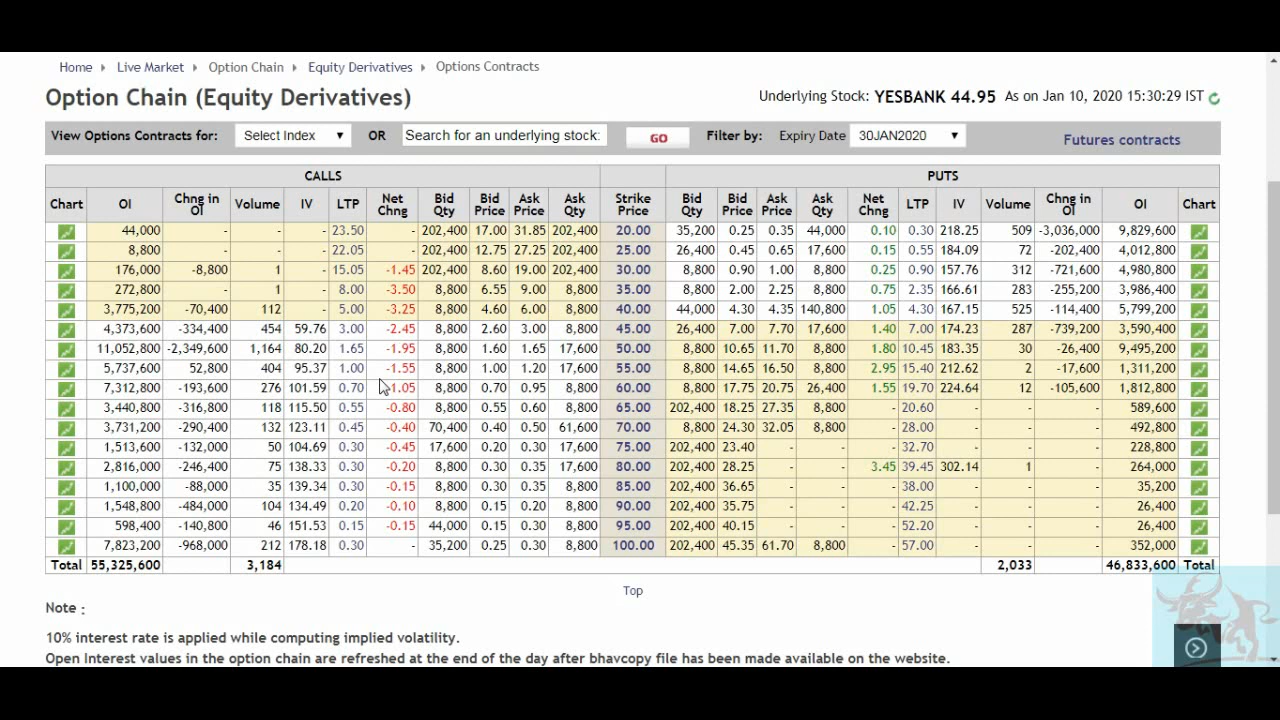 Home Live Market Option Chain Equity Derivatives Options Contracts
Option Chain (Equity Derivatives)
Underlying Stock: YESBANK 44.95 As on Jan 10, 2020 15:30:29 IST
View Options Contracts for: Select Index OR Search for an underlying stock: GO Filter by: Expiry Date 30JAN2020 Futures contracts
CALLS PUTS
Chart OI Chng in OI Volume IV LTP Net Chng Bid Qty Bid Price Ask Price Ask Qty Strike Price Bid Qty Bid Price Ask Price Ask Qty Net Chng LTP IV Volume Chng in OI OI Chart
44,000 - - - 23.50 - 202,400 17.00 31.85 202,400 20.00 35,200 0.25 0.35 44,000 0.10 0.30 218.25 509 -3,036,000 9,829,600
8,800 - - - 22.05 - 202,400 12.75 27.25 202,400 25.00 26,400 0.45 0.65 17,600 0.15 0.55 184.09 72 -202,400 4,012,800
176,000 -8,800 1 - 15.05 -1.45 202,400 8.60 19.00 202,400 30.00 8,800 0.90 1.00 8,800 0.25 0.90 157.76 312 -721,600 4,980,800
272,800 - 1 - 8.00 -3.50 8,800 6.55 9.00 8,800 35.00 8,800 2.00 2.25 8,800 0.75 2.35 166.61 283 -255,200 3,986,400
3,775,200 -70,400 112 - 5.00 -3.25 8,800 4.60 6.00 8,800 40.00 44,000 4.30 4.35 140,800 1.05 4.30 167.15 525 -114,400 5,799,200
4,373,600 -334,400 454 59.76 3.00 -2.45 8,800 2.60 3.00 8,800 45.00 26,400 7.00 7.70 17,600 1.40 7.00 174.23 287 -739,200 3,590,400
11,052,800 -2,349,600 1,164 80.20 1.65 -1.95 8,800 1.60 1.65 17,600 50.00 8,800 10.65 11.70 8,800 1.80 10.45 183.35 30 -26,400 9,495,200
5,737,600 52,800 404 95.37 1.00 -1.55 8,800 1.00 1.20 17,600 55.00 8,800 14.65 16.50 8,800 2.95 15.40 212.62 2 -17,600 1,311,200
7,312,800 -193,600 276 101.59 0.70 -1.05 8,800 0.70 0.95 8,800 60.00 8,800 17.75 20.75 26,400 1.55 19.70 224.64 12 -105,600 1,812,800
3,440,800 -316,800 118 115.50 0.55 -0.80 8,800 0.55 0.60 8,800 65.00 202,400 18.25 27.35 8,800 - 20.60 - - - 589,600
3,731,200 -290,400 132 123.11 0.45 -0.40 70,400 0.40 0.50 61,600 70.00 8,800 24.30 32.05 8,800 - 28.00 - - - 492,800
1,513,600 -132,000 50 104.69 0.30 -0.45 17,600 0.20 0.30 17,600 75.00 202,400 23.40 - - - 32.70 - - - 228,800
2,816,000 -246,400 75 138.33 0.30 -0.20 8,800 0.30 0.35 17,600 80.00 202,400 28.25 - - 3.45 39.45 302.14 1 - 264,000
1,100,000 -88,000 35 139.34 0.30 -0.15 8,800 0.30 0.35 8,800 85.00 202,400 36.65 - - - 38.00 - - - 35,200
1,548,800 -484,000 104 134.49 0.20 -0.10 8,800 0.15 0.20 8,800 90.00 202,400 35.75 - - - 42.25 - - - 26,400
598,400 -140,800 46 151.53 0.15 -0.15 44,000 0.15 0.30 8,800 95.00 202,400 40.15 - - - 52.20 - - - 26,400
7,823,200 -968,000 212 178.18 0.30 - 35,200 0.25 0.30 8,800 100.00 202,400 45.35 61.70 8,800 - 57.00 - - - 352,000
Total 55,325,600 3,184 2,033 46,833,600 Total
Top
Note :
10% interest rate is applied while computing implied volatility.
Open Interest values in the option chain are refreshed at the end of the day after bhavcopy file has been made available on the website.